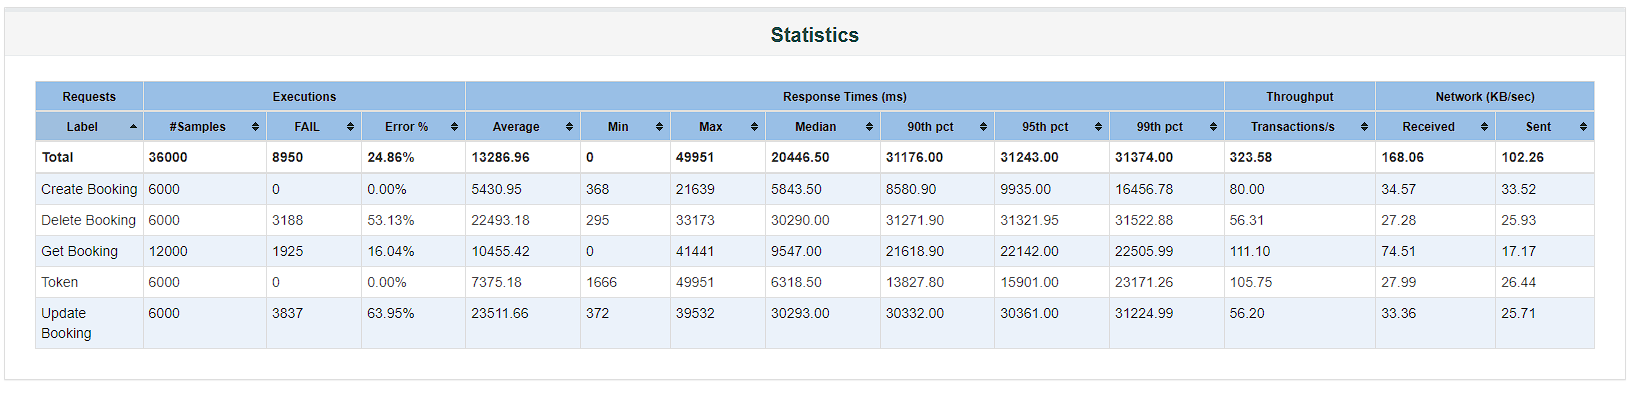 Statistics
Requests Executions Response Times (ms) Throughput Network (KB/sec)
Label #Samples FAIL Error % Average Min Max Median 90th pct 95th pct 99th pct Transactions/s Received Sent
Total 36000 8950 24.86% 13286.96 0 49951 20446.50 31176.00 31243.00 31374.00 323.58 168.06 102.26
Create Booking 6000 0 0.00% 5430.95 368 21639 5843.50 8580.90 9935.00 16456.78 80.00 34.57 33.52
Delete Booking 6000 3188 53.13% 22493.18 295 33173 30290.00 31271.90 31321.95 31522.88 56.31 27.28 25.93
Get Booking 12000 1925 16.04% 10455.42 0 41441 9547.00 21618.90 22142.00 22505.99 111.10 74.51 17.17
Token 6000 0 0.00% 7375.18 1666 49951 6318.50 13827.80 15901.00 23171.26 105.75 27.99 26.44
Update 6000 3837 63.95% 23511.66 372 39532 30293.00 30332.00 30361.00 31224.99 56.20 33.36 25.71
Booking